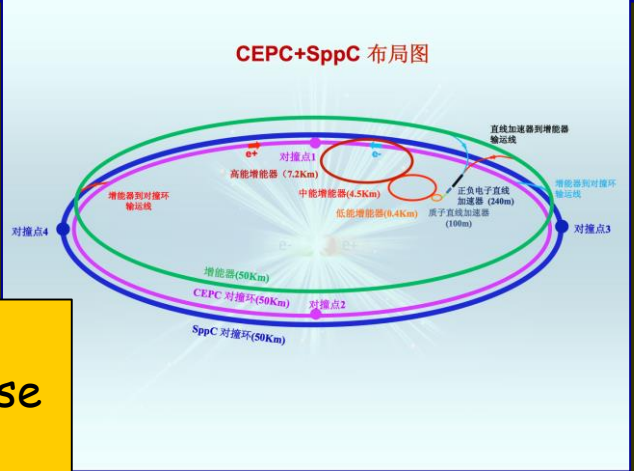 CEPC+SppC 布局图
直线加速器到增能器
输运线
e+
e-
对撞点1
高能增能器（7.2Km)
中能增能器(4.5Km)
正负电子直线
加速器 (240m)
增能器到对撞环
输运线
增能器到对撞环
输运线
低能增能器(0.4Km)
质子直线加速器
(100m)
对撞点4
对撞点3
e-
e+
增能器(50Km)
CEPC 对撞环(50Km)
对撞点2
SppC 对撞环(50Km)
se